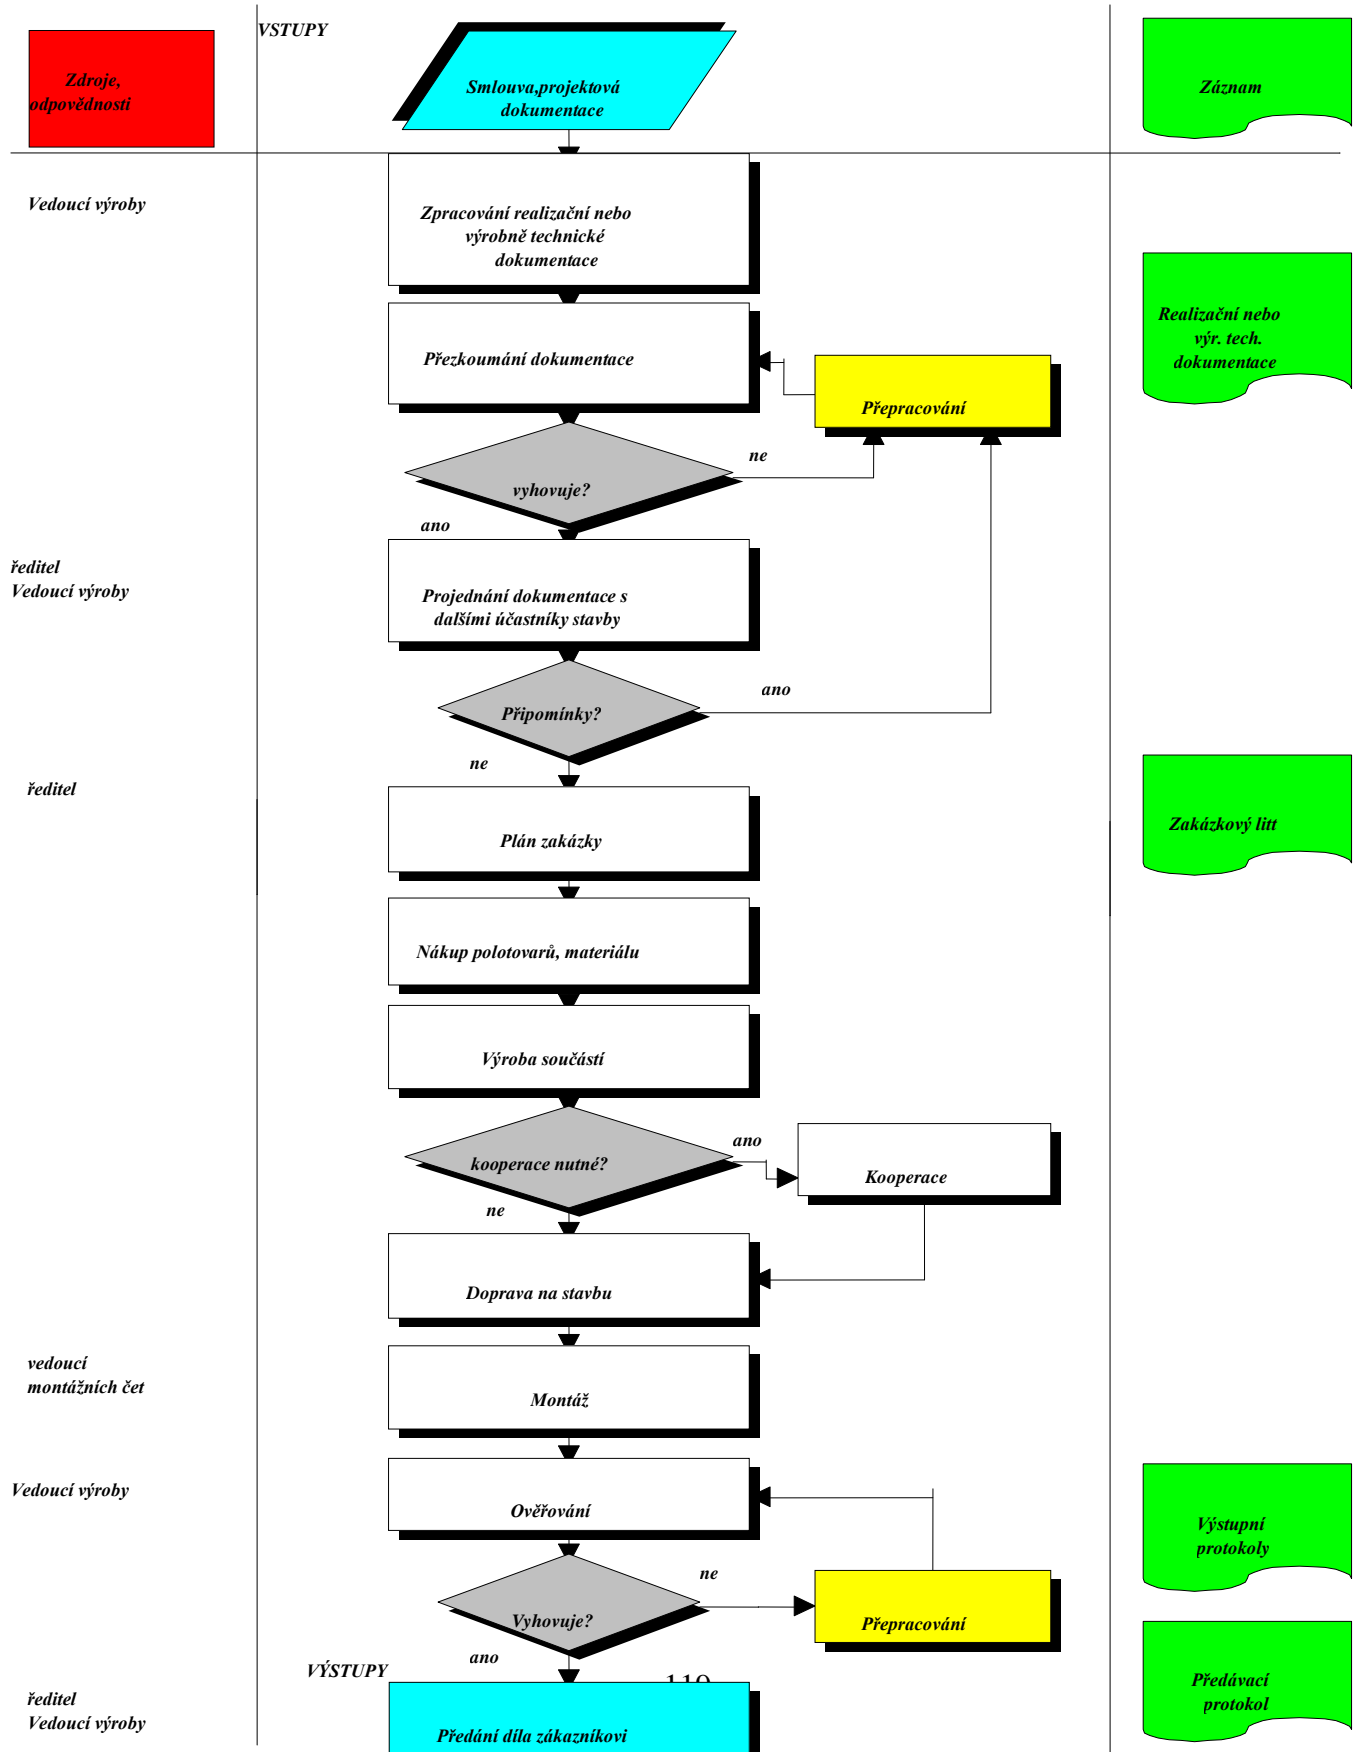 VSTUPY
Zdroje,
odpovědnosti
Smlouva,projektová
dokumentace
Záznam
Vedoucí výroby
Zpracování realizační nebo
výrobně technické
dokumentace
Realizační nebo
výr. tech.
dokumentace
Přezkoumání dokumentace
Přepracování
ne
vyhovuje?
ano
ředitel
Vedoucí výroby
Projednání dokumentace s
dalšími účastníky stavby
ano
Připomínky?
ne
ředitel
Plán zakázky
Zakázkový litt
Nákup polotovarů, materiálu
Výroba součástí
ano
kooperace nutné?
Kooperace
ne
Doprava na stavbu
vedoucí
montážních čet
Montáž
Vedoucí výroby
Ověřování
Výstupní
protokoly
ne
Vyhovuje?
Přepracování
ano
VÝSTUPY
ředitel
Vedoucí výroby
Předání díla zákazníkovi
Předávací
protokol